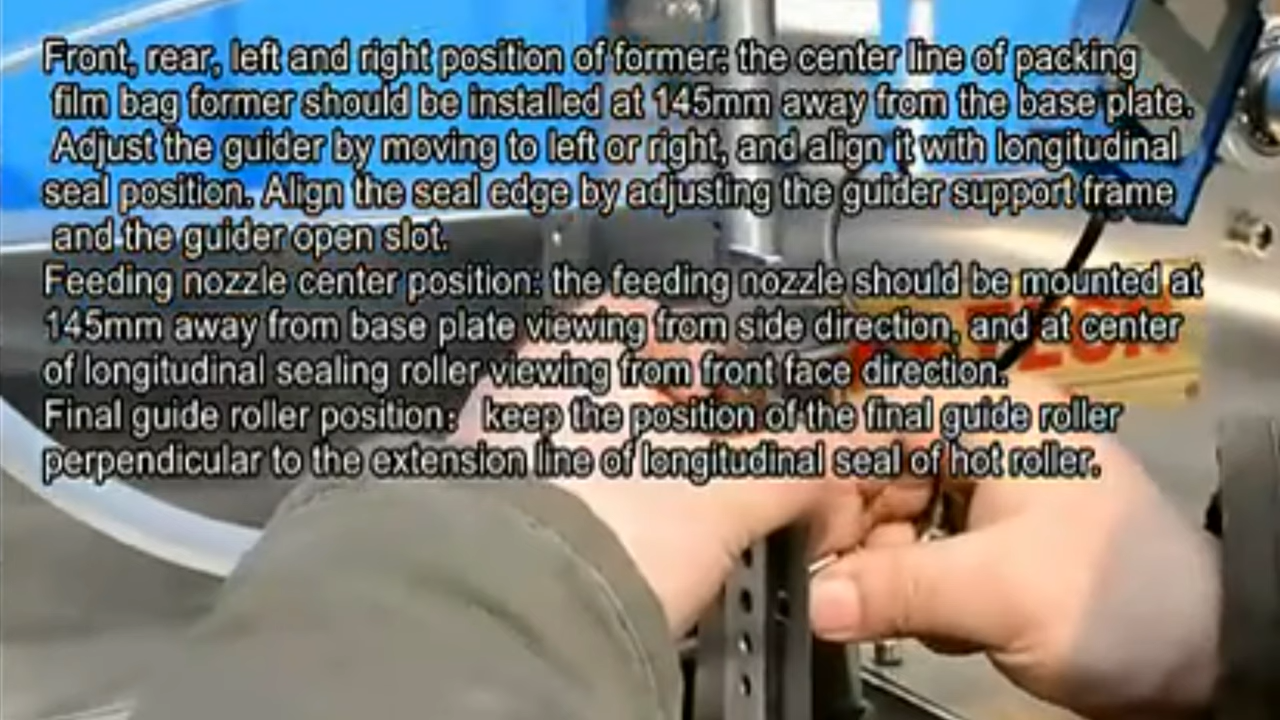 Front, rear, left and right position of former: the center line of packing
film bag former should be installed at 145mm away from the base plate.
Adjust the guider by moving to left or right, and align it with longitudinal
seal position. Align the seal edge by adjusting the guider support frame
and the guider open slot.
Feeding nozzle center position: the feeding nozzle should be mounted at
145mm away from base plate viewing from side direction, and at center
of longitudinal sealing roller viewing from front face direction.
Final guide roller position： keep the position of the final guide roller
perpendicular to the extension line of longitudinal seal of hot roller.